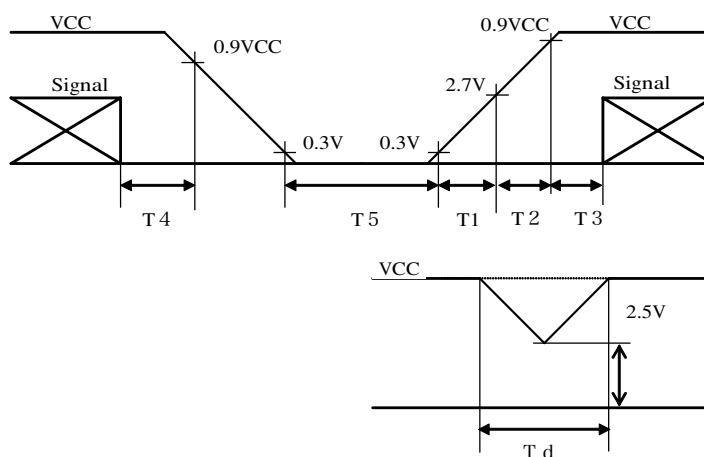 VCC
0.9VCC
0.9VCC
VCC
Signal
2.7V
Signal
0.3V
0.3V
T4
T5
T1
T2
T3
VCC
2.5V
Td